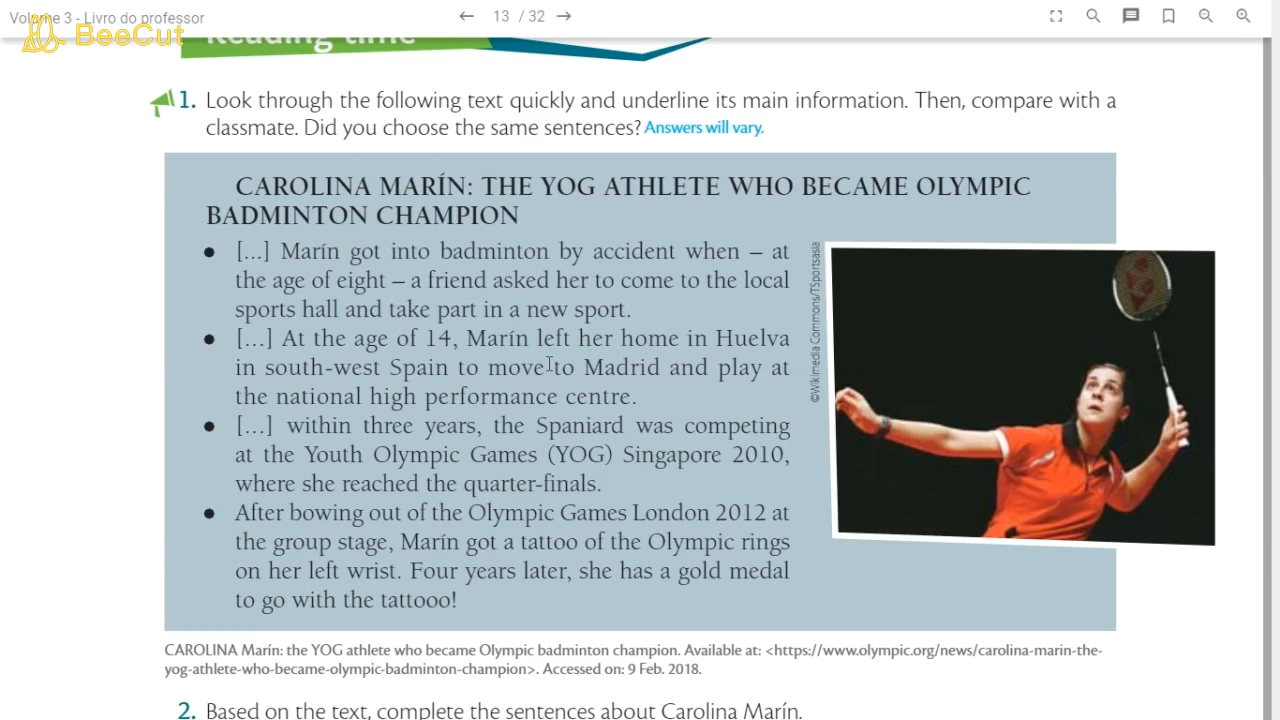 Volume 3 - Livro do professor
13 / 32
BeeCut
Reading time
1. Look through the following text quickly and underline its main information. Then, compare with a
classmate. Did you choose the same sentences? Answers will vary.
CAROLINA MARÍN: THE YOG ATHLETE WHO BECAME OLYMPIC
BADMINTON CHAMPION
● [...] Marín got into badminton by accident when – at
the age of eight – a friend asked her to come to the local
sports hall and take part in a new sport.
● [...] At the age of 14, Marín left her home in Huelva
in south-west Spain to move to Madrid and play at
the national high performance centre.
● [...] within three years, the Spaniard was competing
at the Youth Olympic Games (YOG) Singapore 2010,
where she reached the quarter-finals.
● After bowing out of the Olympic Games London 2012 at
the group stage, Marín got a tattoo of the Olympic rings
on her left wrist. Four years later, she has a gold medal
to go with the tattooo!
©Wikimedia Commons/TSportsasia
CAROLINA Marín: the YOG athlete who became Olympic badminton champion. Available at: <https://www.olympic.org/news/carolina-marin-the-
yog-athlete-who-became-olympic-badminton-champion>. Accessed on: 9 Feb. 2018.
2. Based on the text, complete the sentences about Carolina Marín.